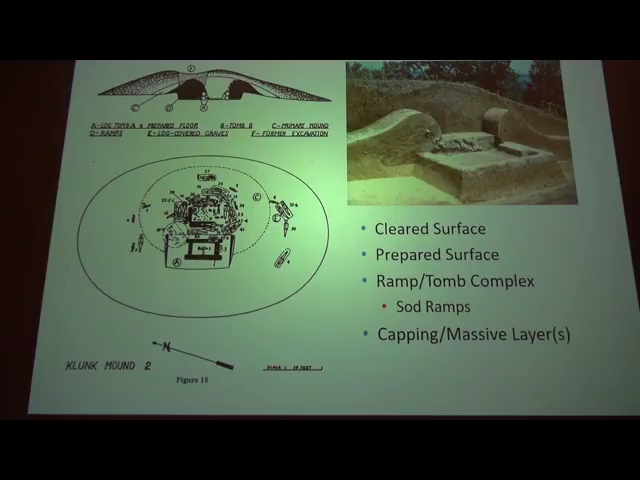 A-LOG TOMB A & PREPARED FLOOR B-TOMB B C-PRIMARY MOUND
D-RAMPS E-LOG-COVERED GRAVES F-FORMER EXCAVATION
• Cleared Surface
• Prepared Surface
• Ramp/Tomb Complex
• Sod Ramps
• Capping/Massive Layer(s)
N
KLUNK MOUND 2
Figure 18